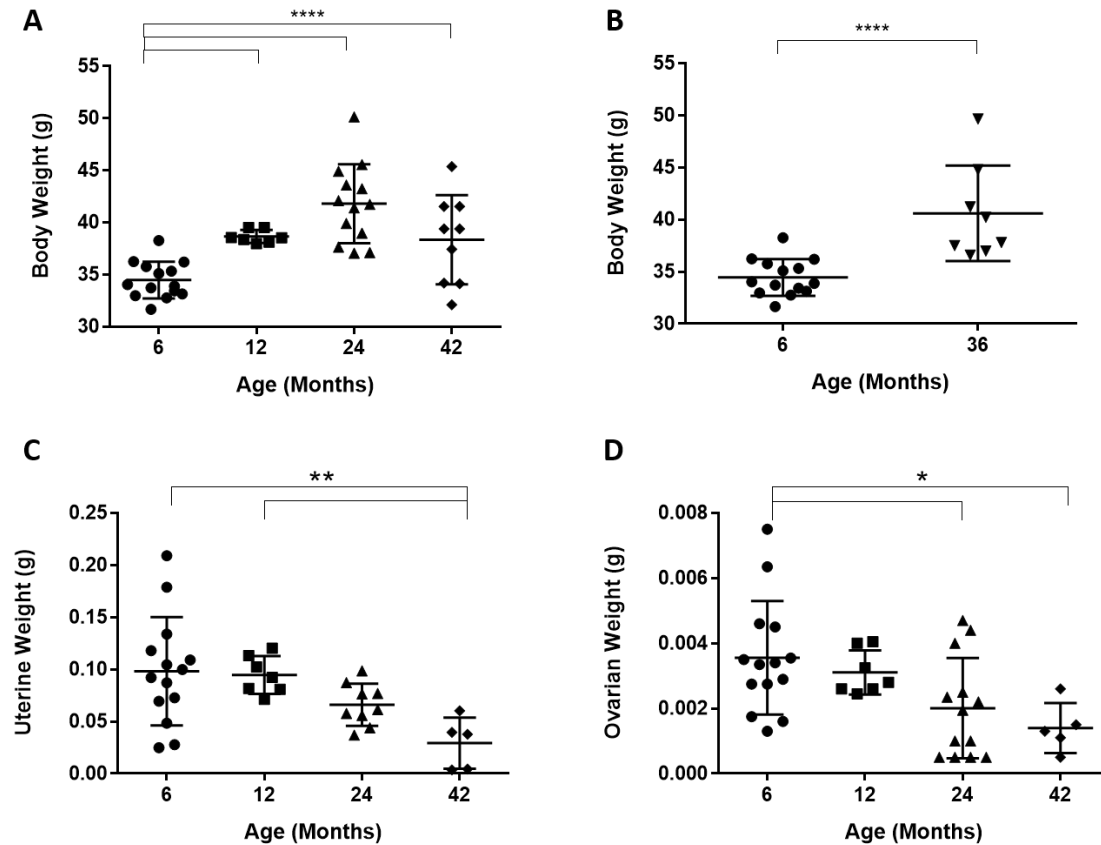 A
****
Body Weight (g)
55
50
45
40
35
30
6 12 24 42
Age (Months)
B
****
Body Weight (g)
55
50
45
40
35
30
6 36
Age (Months)
C
**
Uterine Weight (g)
0.25
0.20
0.15
0.10
0.05
0.00
6 12 24 42
Age (Months)
D
*
Ovarian Weight (g)
0.008
0.006
0.004
0.002
0.000
6 12 24 42
Age (Months)